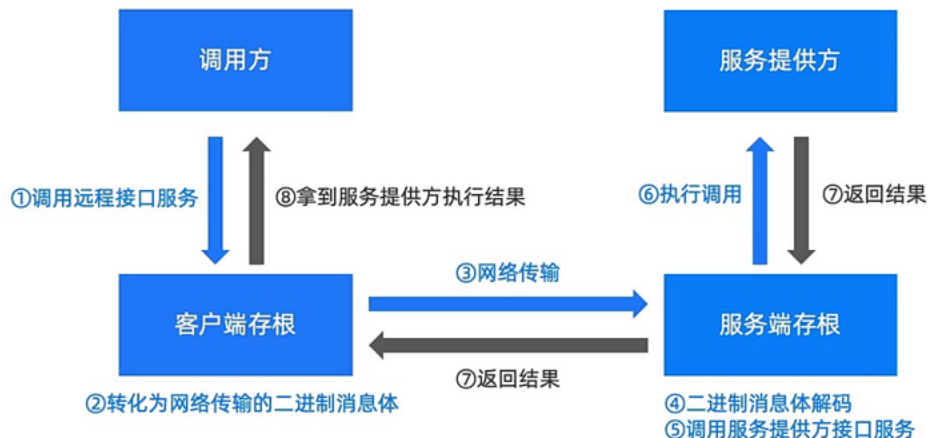 调用方
服务提供方
①调用远程接口服务
⑧拿到服务提供方执行结果
⑥执行调用
⑦返回结果
③网络传输
客户端存根
服务端存根
⑦返回结果
②转化为网络传输的二进制消息体
④二进制消息体解码
⑤调用服务提供方接口服务